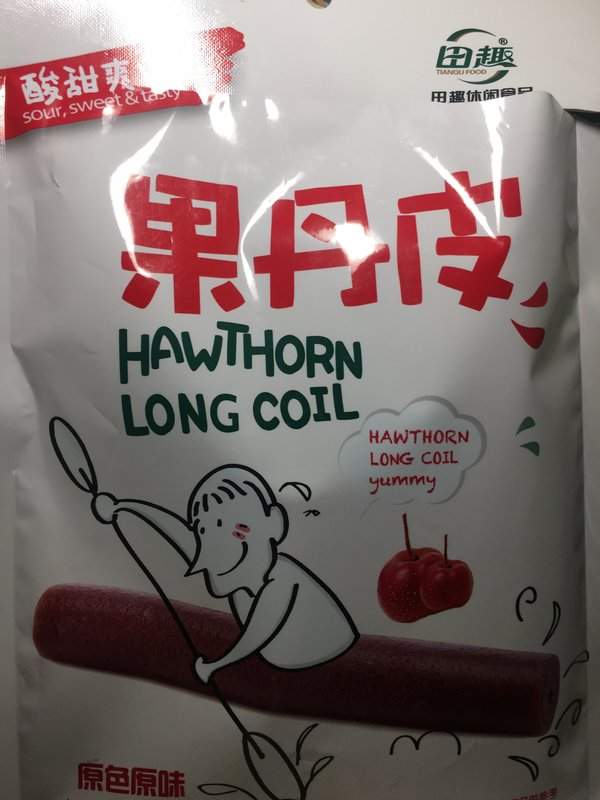 酸甜爽
sour, sweet & tasty
田趣®
TIANQU FOOD
田趣休闲食品
果丹皮
HAWTHORN
LONG COIL
HAWTHORN
LONG COIL
yummy
原色原味